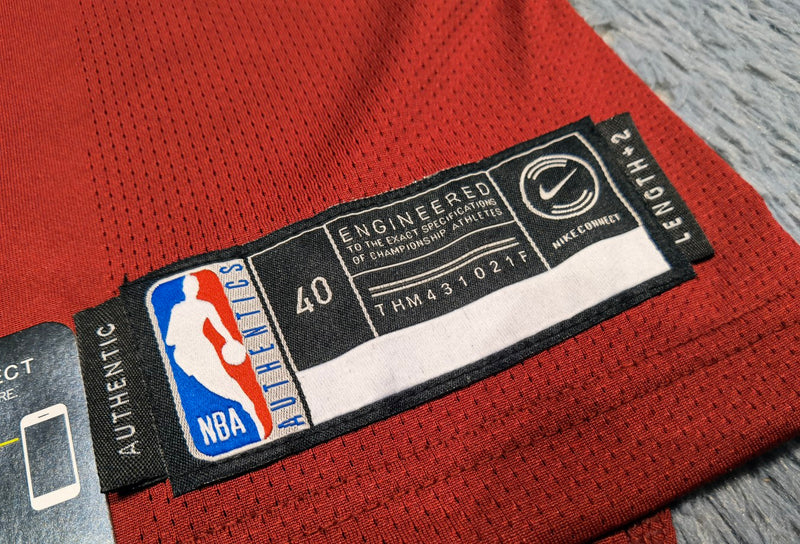 ECT
RE.
AUTHENTIC
NBA
AUTHENTICS
40
ENGINEERED
TO THE EXACT SPECIFICATIONS
OF CHAMPIONSHIP ATHLETES
THM431021F
NIKE CONNECT
LENGTH+2